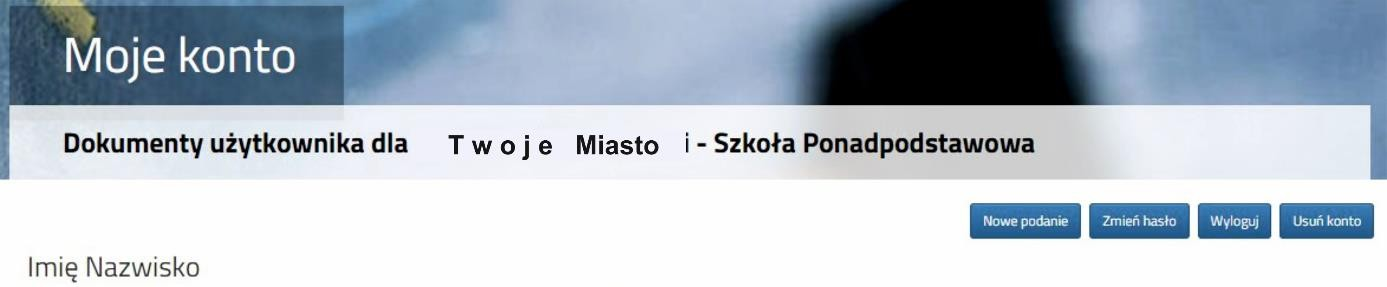 Moje konto
Dokumenty użytkownika dla T w o j e Miasto i - Szkoła Ponadpodstawowa
Nowe podanie Zmień hasło Wyloguj Usuń konto
Imię Nazwisko